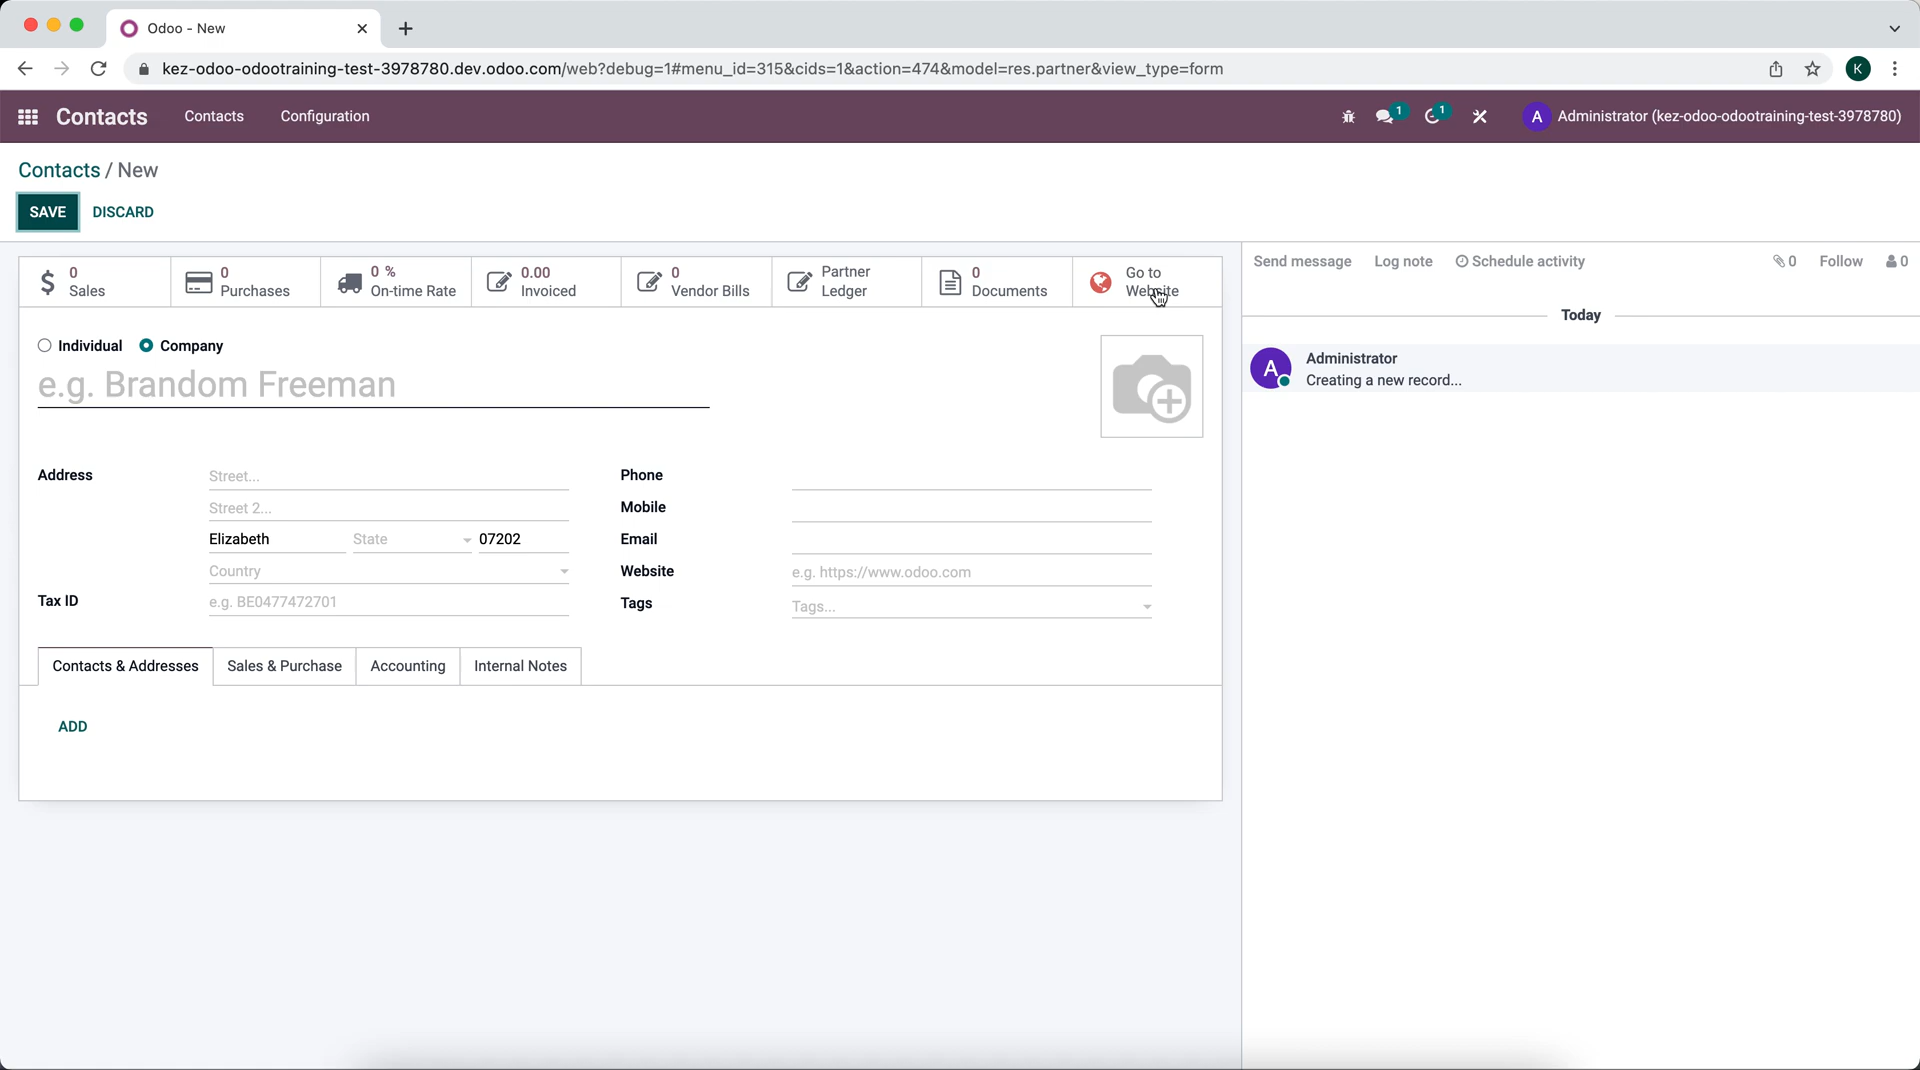 Odoo - New
kez-odoo-odootraining-test-3978780.dev.odoo.com/web?debug=1#menu_id=315&cids=1&action=474&model=res.partner&view_type=form
K
Contacts Contacts Configuration 1 1 A Administrator (kez-odoo-odootraining-test-3978780)
Contacts / New
SAVE DISCARD
$ 0 Sales
0 Purchases
0 % On-time Rate
0.00 Invoiced
0 Vendor Bills
Partner Ledger
0 Documents
Go to Website
Send message Log note Schedule activity 0 Follow 0
Today
A Administrator
Creating a new record...
Individual Company
e.g. Brandom Freeman
Address Street...
Street 2...
Elizabeth State 07202
Country
Tax ID e.g. BE0477472701
Phone
Mobile
Email
Website e.g. https://www.odoo.com
Tags Tags...
Contacts & Addresses Sales & Purchase Accounting Internal Notes
ADD